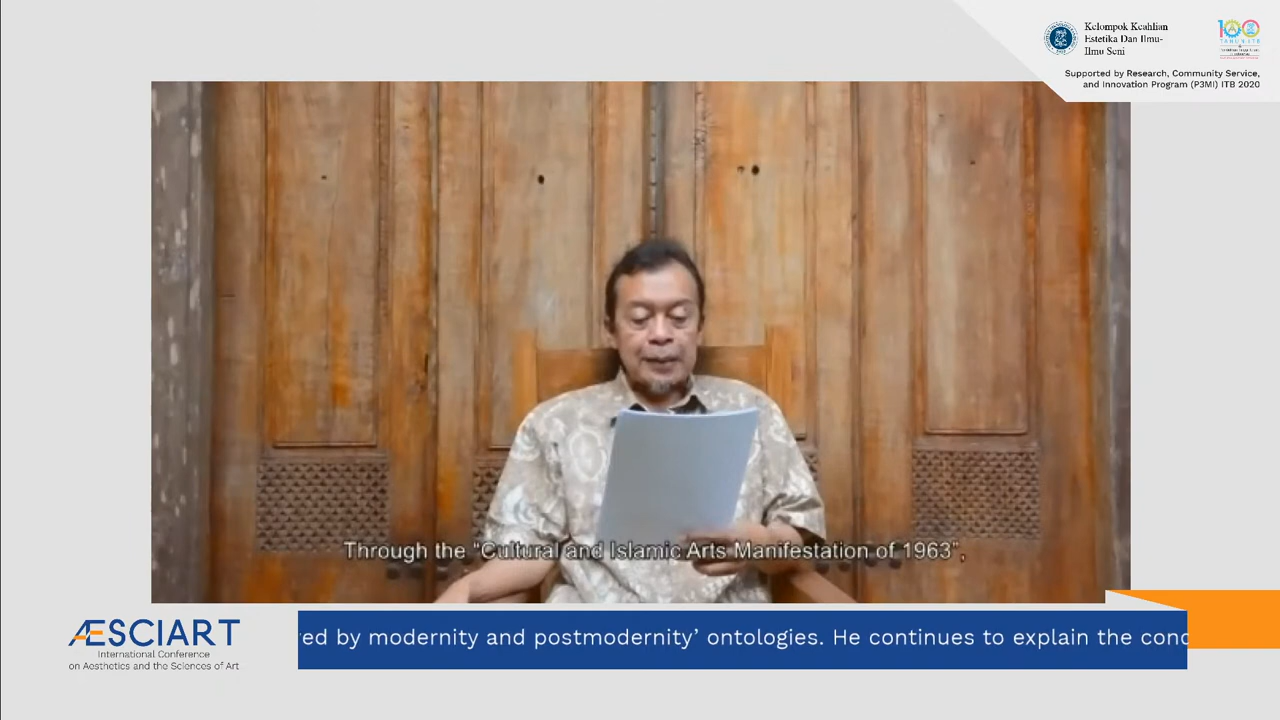 Kelompok Keahlian
Estetika Dan Ilmu-
Ilmu Seni
100
Supported by Research, Community Service,
and Innovation Program (P3MI) ITB 2020
Through the “Cultural and Islamic Arts Manifestation of 1963”,
ÆSCIART
International Conference
on Aesthetics and the Sciences of Art
ed by modernity and postmodernity’ ontologies. He continues to explain the conc